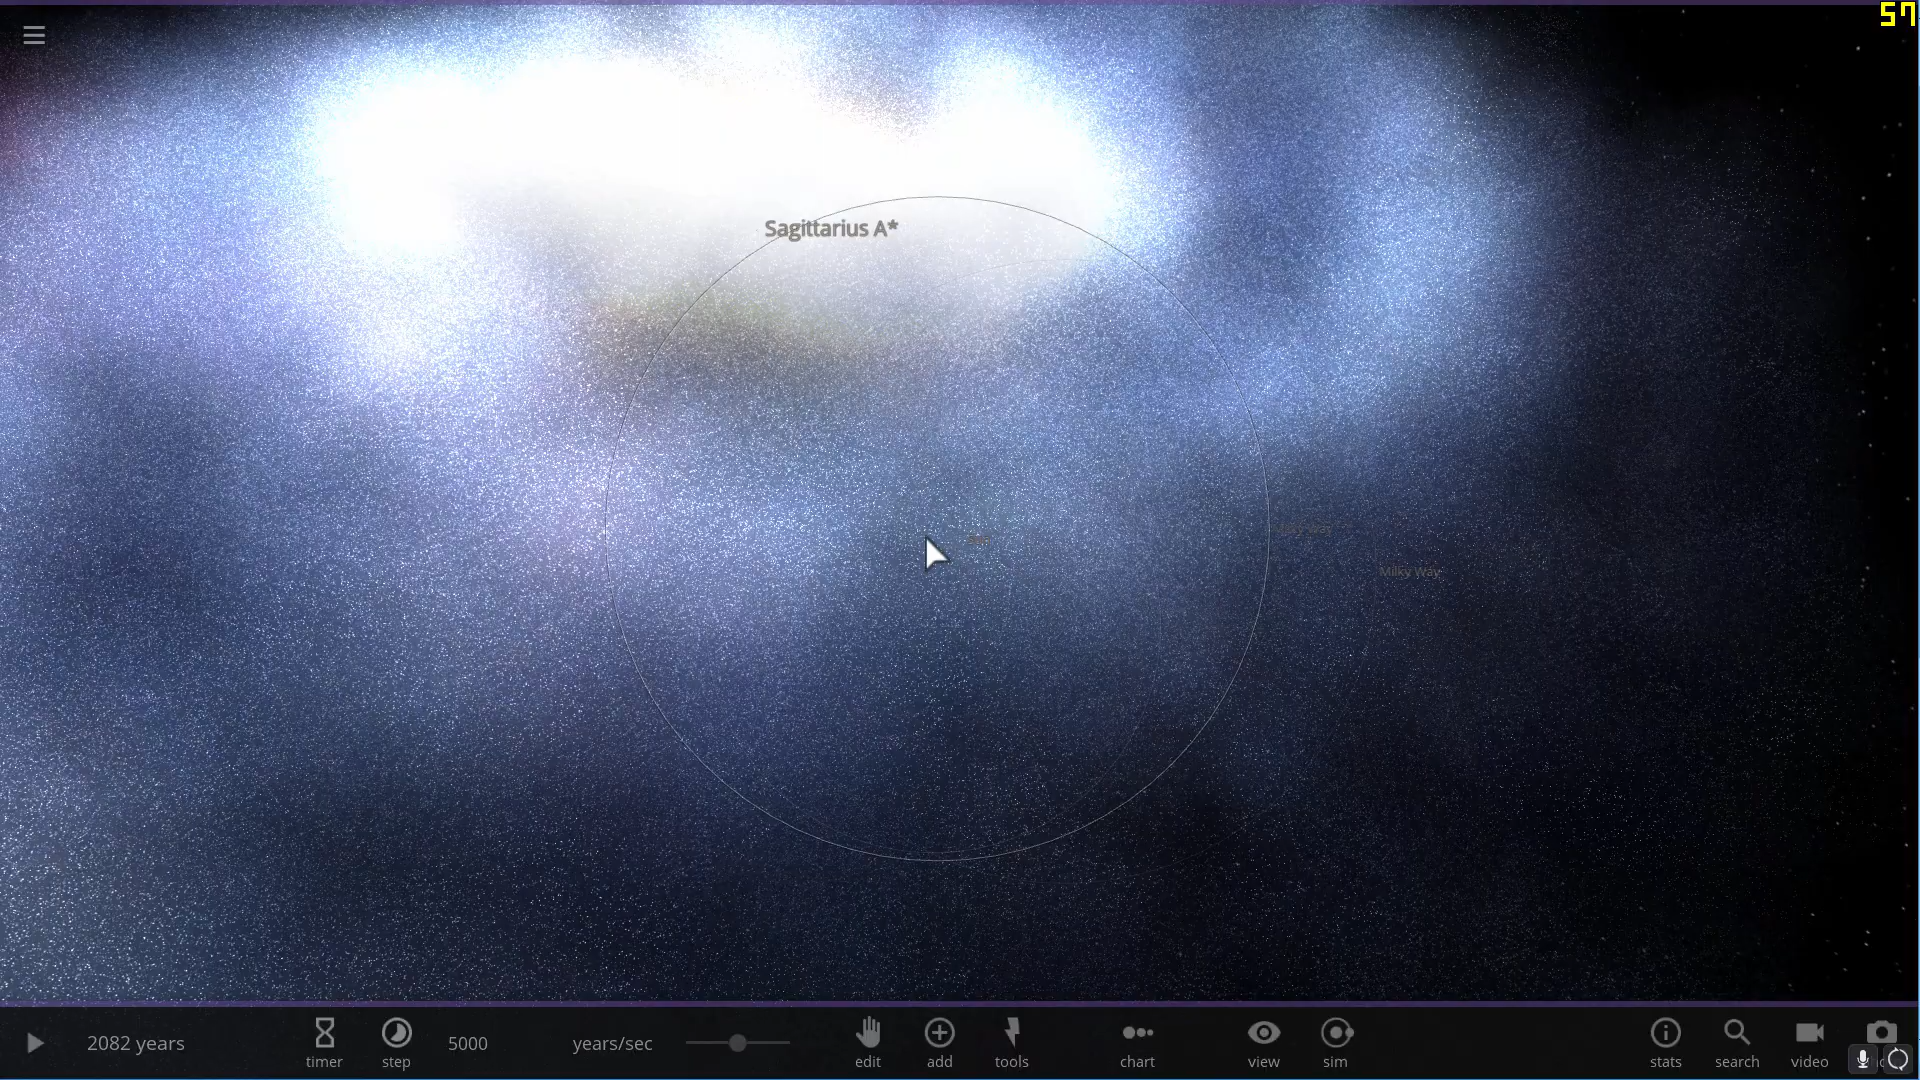 57
Sagittarius A*
Milky Way
2082 years
timer
step
5000
years/sec
edit
add
tools
chart
view
sim
stats
search
video